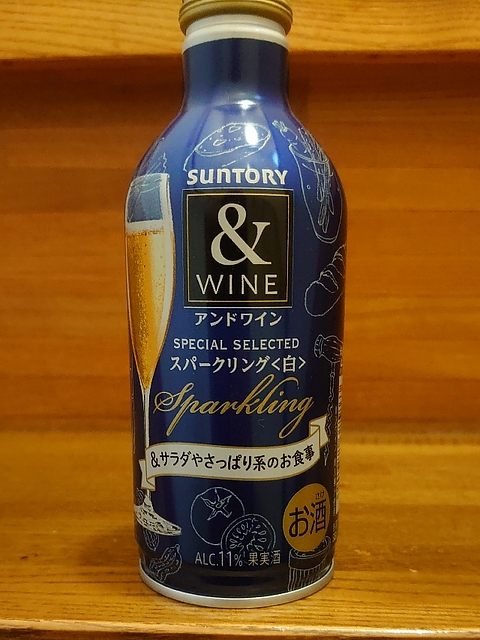 SUNTORY
&
WINE
アンドワイン
SPECIAL SELECTED
スパークリング<白>
Sparkling
&サラダやさっぱり系のお食事
さけ
お酒
ALC.11% 果実酒